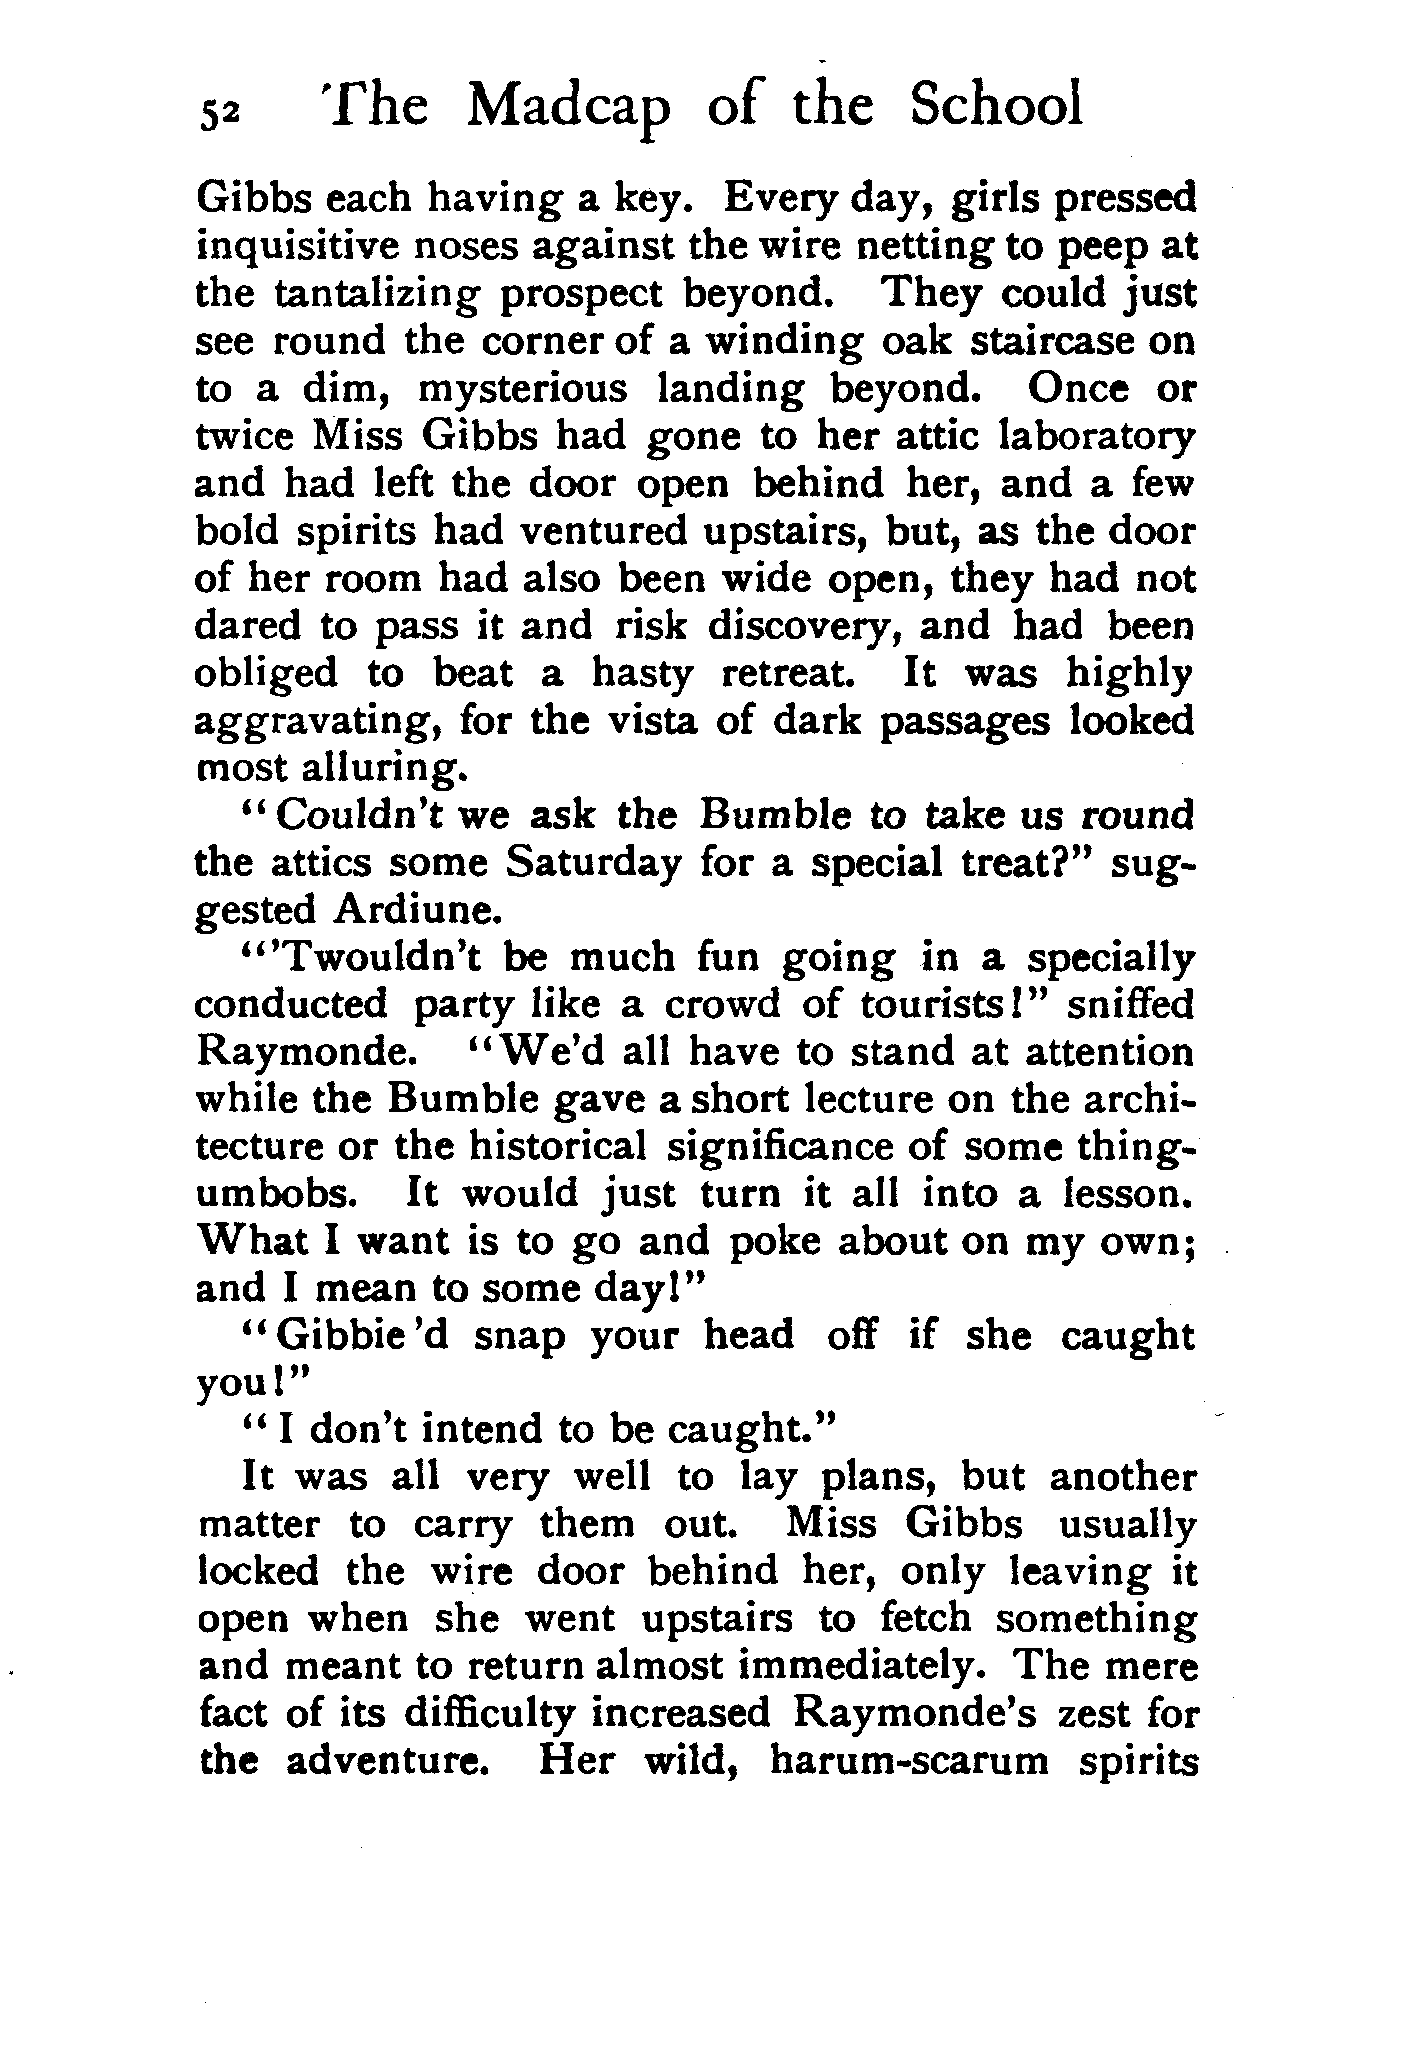 52 The Madcap of the School
Gibbs each having a key. Every day, girls pressed
inquisitive noses against the wire netting to peep at
the tantalizing prospect beyond. They could just
see round the corner of a winding oak staircase on
to a dim, mysterious landing beyond. Once or
twice Miss Gibbs had gone to her attic laboratory
and had left the door open behind her, and a few
bold spirits had ventured upstairs, but, as the door
of her room had also been wide open, they had not
dared to pass it and risk discovery, and had been
obliged to beat a hasty retreat. It was highly
aggravating, for the vista of dark passages looked
most alluring.
“Couldn’t we ask the Bumble to take us round
the attics some Saturday for a special treat?” sug-
gested Ardiune.
“’Twouldn’t be much fun going in a specially
conducted party like a crowd of tourists!” sniffed
Raymonde. “We’d all have to stand at attention
while the Bumble gave a short lecture on the archi-
tecture or the historical significance of some thing-
umbobs. It would just turn it all into a lesson.
What I want is to go and poke about on my own;
and I mean to some day!”
“Gibbie ’d snap your head off if she caught
you!”
“I don’t intend to be caught.”
It was all very well to lay plans, but another
matter to carry them out. Miss Gibbs usually
locked the wire door behind her, only leaving it
open when she went upstairs to fetch something
and meant to return almost immediately. The mere
fact of its difficulty increased Raymonde’s zest for
the adventure. Her wild, harum-scarum spirits